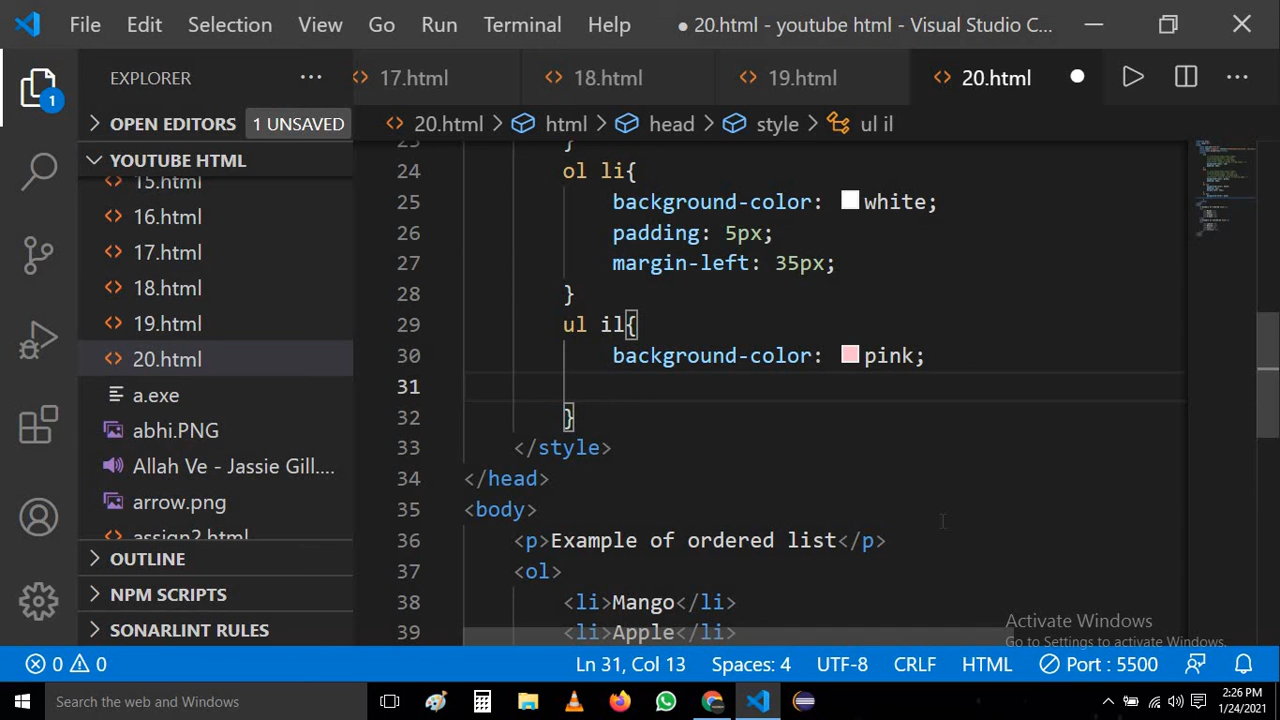 File Edit Selection View Go Run Terminal Help ● 20.html - youtube html - Visual Studio C...
EXPLORER ...
17.html 18.html 19.html 20.html
OPEN EDITORS 1 UNSAVED
20.html > html > head > style > ul il
YOUTUBE HTML
15.html
16.html
17.html
18.html
19.html
20.html
a.exe
abhi.PNG
Allah Ve - Jassie Gill....
arrow.png
assign2.html
OUTLINE
NPM SCRIPTS
SONARLINT RULES
1
23 }
24 ol li{
25 background-color: white;
26 padding: 5px;
27 margin-left: 35px;
28 }
29 ul il{
30 background-color: pink;
31
32 }
33 </style>
34 </head>
35 <body>
36 <p>Example of ordered list</p>
37 <ol>
38 <li>Mango</li>
39 <li>Apple</li>
Activate Windows
Go to Settings to activate Windows.
0 0 Ln 31, Col 13 Spaces: 4 UTF-8 CRLF HTML Port : 5500
Search the web and Windows
2:26 PM
1/24/2021